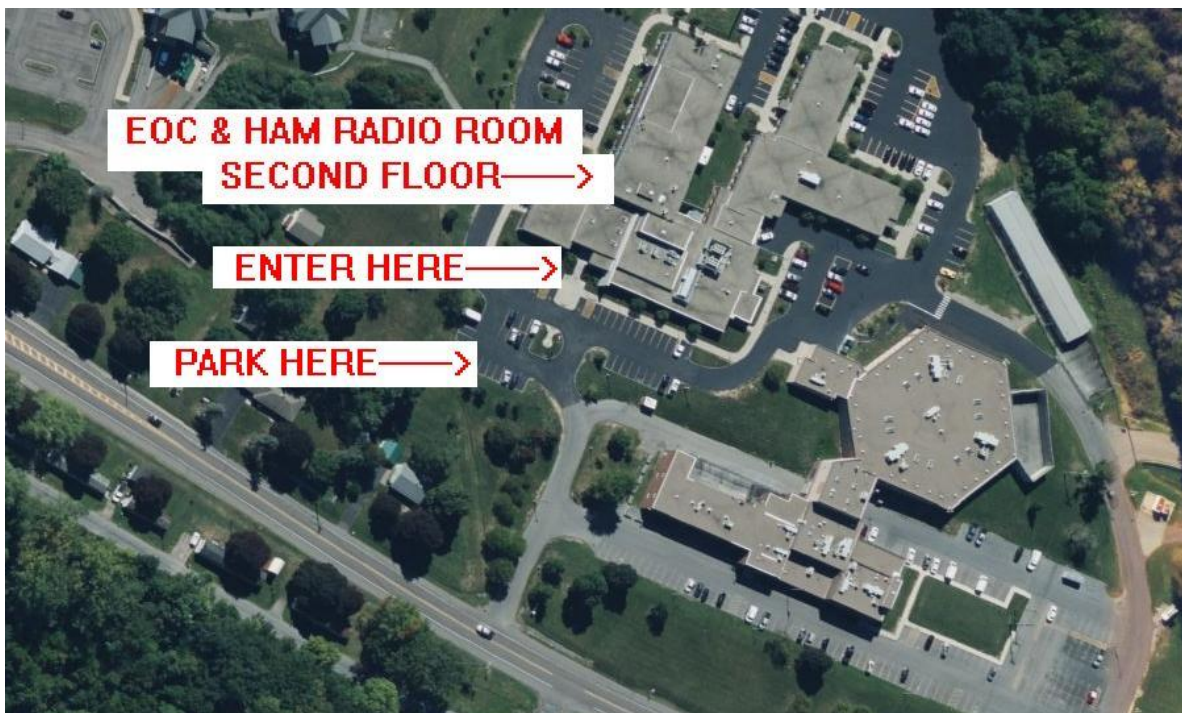 EOC & HAM RADIO ROOM
SECOND FLOOR
ENTER HERE
PARK HERE